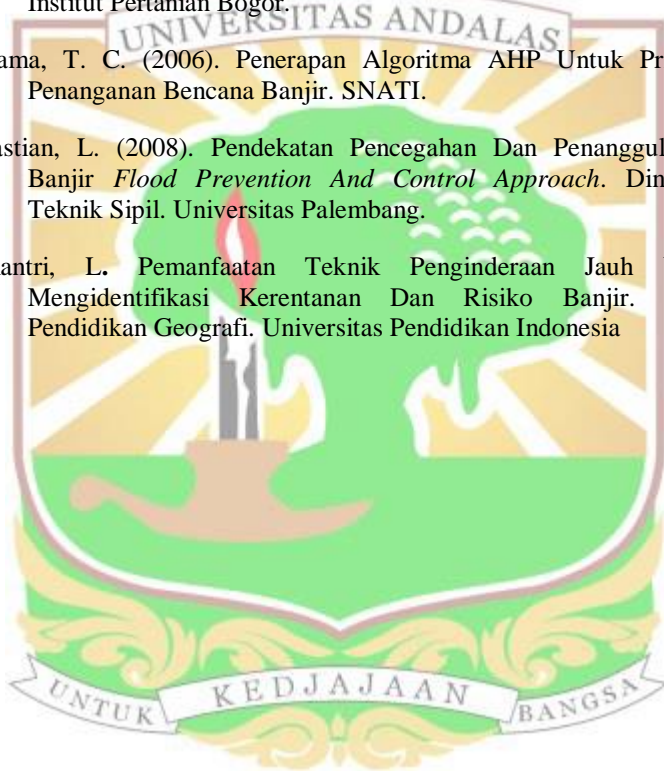 Institut Pertanian Bogor.
UNIVERSITAS ANDALAS
ama, T. C. (2006). Penerapan Algoritma AHP Untuk Pr
Penanganan Bencana Banjir. SNATI.
astian, L. (2008). Pendekatan Pencegahan Dan Penanggul
Banjir Flood Prevention And Control Approach. Din
Teknik Sipil. Universitas Palembang.
antri, L. Pemanfaatan Teknik Penginderaan Jauh
Mengidentifikasi Kerentanan Dan Risiko Banjir.
Pendidikan Geografi. Universitas Pendidikan Indonesia
UNTUK KEDJAJAAN BANGSA